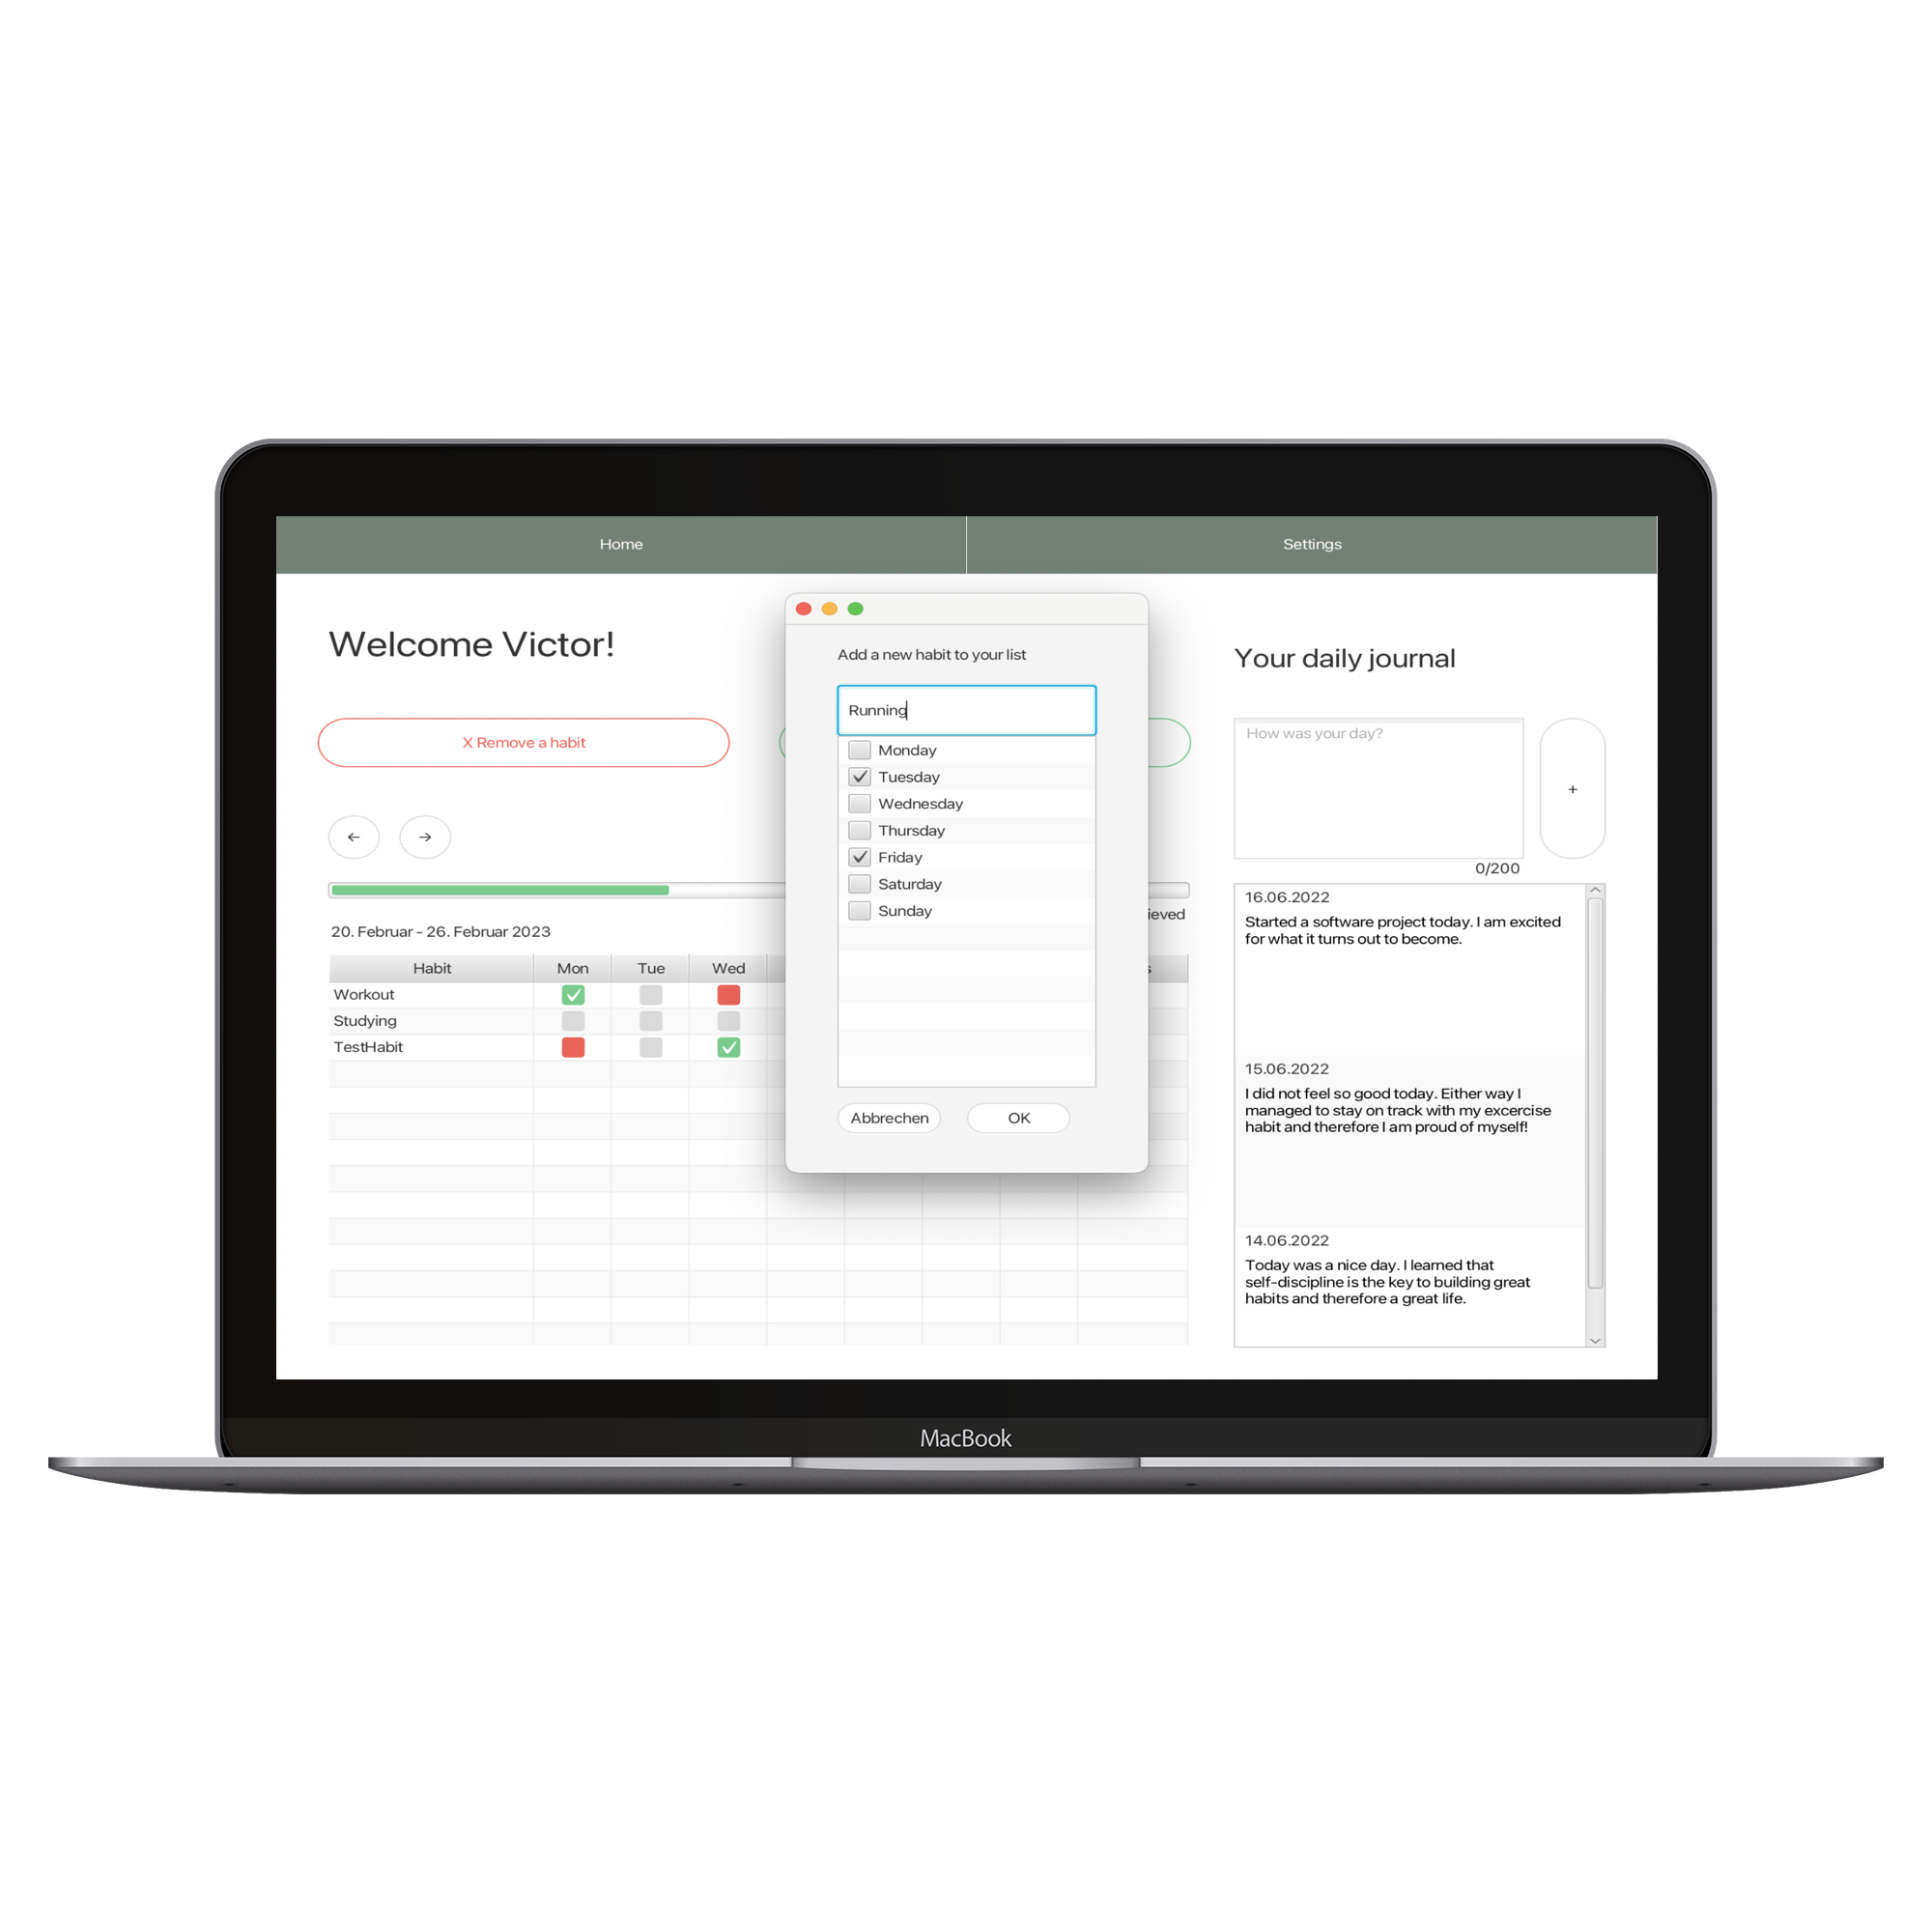 Home
Settings
Welcome Victor!
X Remove a habit
←
→
20. Februar - 26. Februar 2023
Habit Mon Tue Wed
Workout
Studying
TestHabit
Add a new habit to your list
Running
Monday
Tuesday
Wednesday
Thursday
Friday
Saturday
Sunday
Abbrechen
OK
Your daily journal
How was your day?
+
0/200
16.06.2022
Started a software project today. I am excited
for what it turns out to become.
15.06.2022
I did not feel so good today. Either way I
managed to stay on track with my excercise
habit and therefore I am proud of myself!
14.06.2022
Today was a nice day. I learned that
self-discipline is the key to building great
habits and therefore a great life.
MacBook